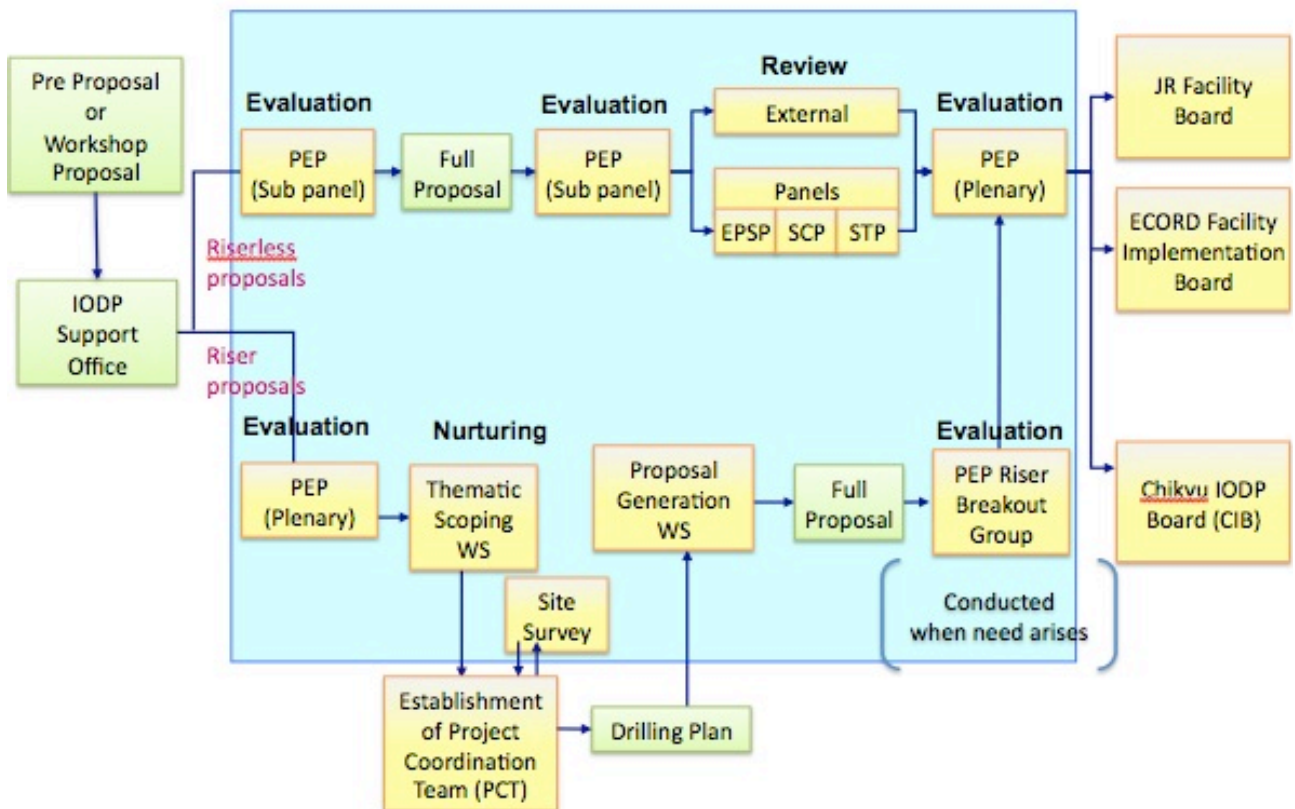 Pre Proposal
or
Workshop
Proposal
IODP
Support
Office
Riserless
proposals
Riser
proposals
Evaluation
PEP
(Sub panel)
Full
Proposal
Evaluation
PEP
(Sub panel)
Review
External
Panels
EPSP
SCP
STP
Evaluation
PEP
(Plenary)
JR Facility
Board
ECORD Facility
Implementation
Board
Chikvu IODP
Board (CIB)
Evaluation
PEP
(Plenary)
Nurturing
Thematic
Scoping
WS
Site
Survey
Establishment
of Project
Coordination
Team (PCT)
Drilling Plan
Proposal
Generation
WS
Full
Proposal
Evaluation
PEP Riser
Breakout
Group
Conducted
when need arises